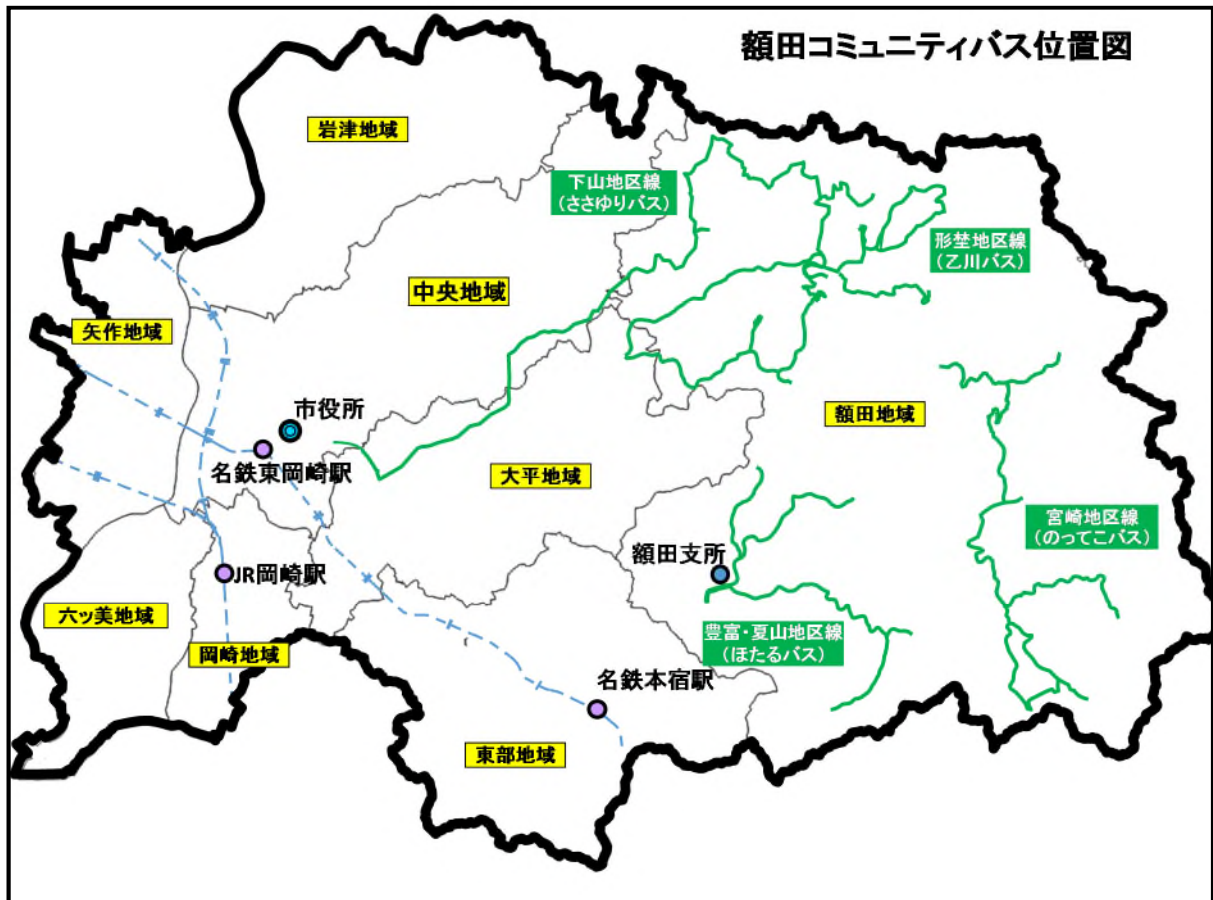 額田コミュニティバス位置図
岩津地域
下山地区線
(ささゆりバス)
形埜地区線
(乙川バス)
中央地域
矢作地域
市役所
額田地域
名鉄東岡崎駅
大平地域
宮崎地区線
(のってこバス)
額田支所
JR岡崎駅
六ッ美地域
豊富・夏山地区線
(ほたるバス)
岡崎地域
名鉄本宿駅
東部地域